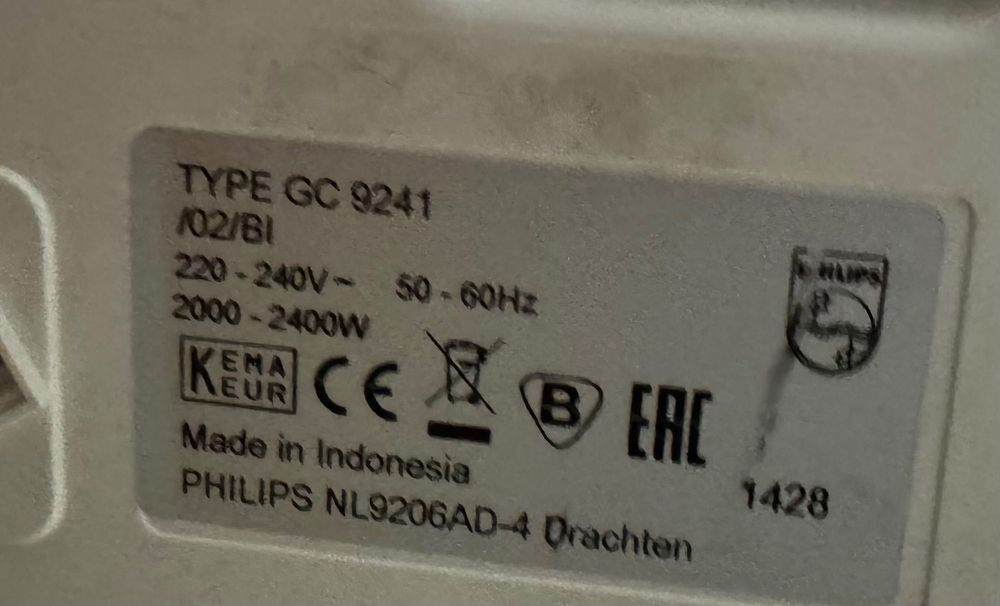 TYPE GC 9241
/02/BI
220 - 240V~ 50 - 60Hz
2000 - 2400W
PHILIPS
KEMA
EUR
CE
B
EAC
Made in Indonesia
PHILIPS NL9206AD-4 Drachten
1428